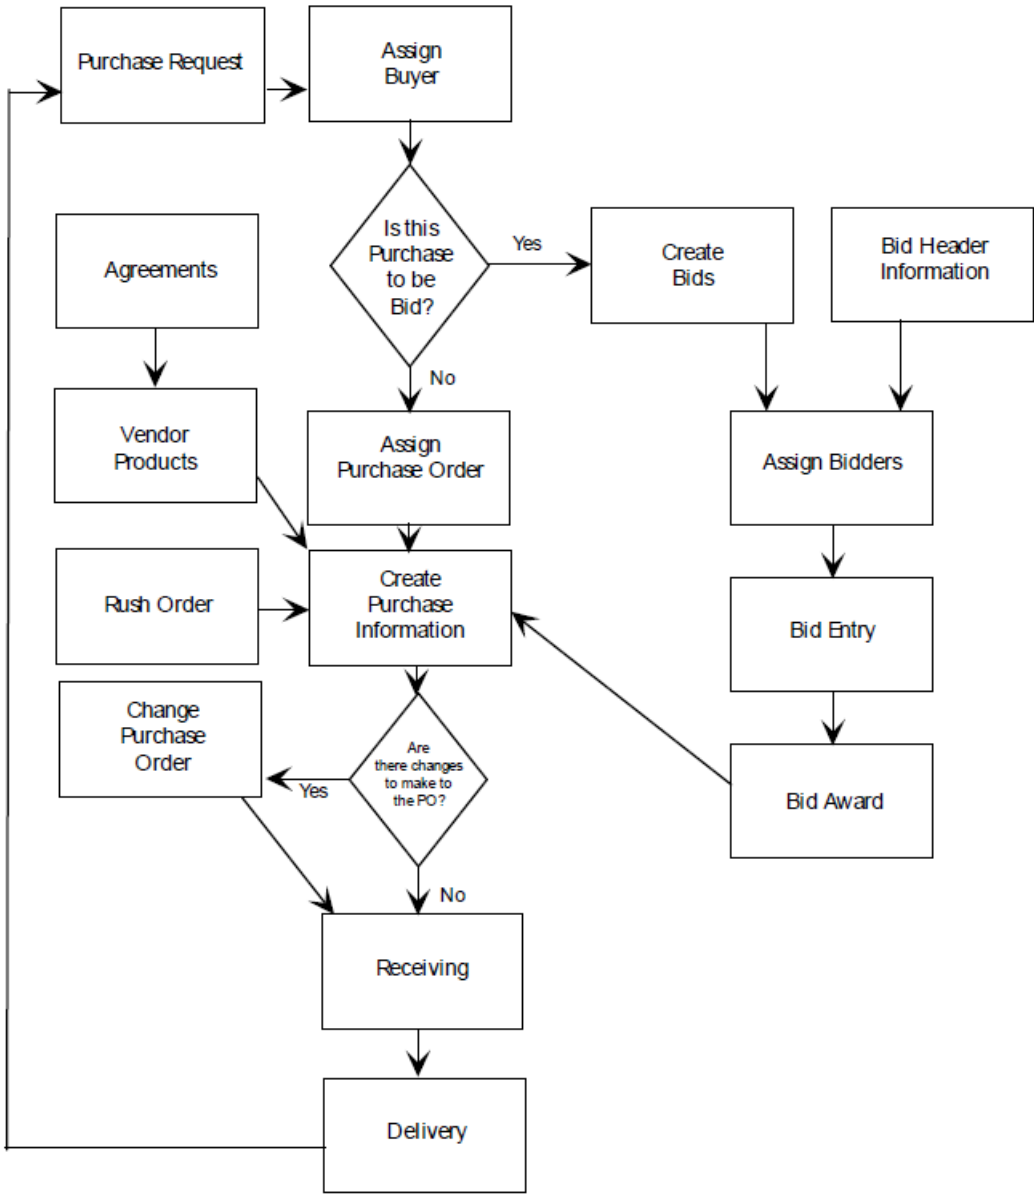 Purchase Request
Assign
Buyer
Is this
Purchase
to be
Bid?
Yes
No
Create
Bids
Bid Header
Information
Agreements
Vendor
Products
Assign
Purchase Order
Assign Bidders
Rush Order
Create
Purchase
Information
Bid Entry
Change
Purchase
Order
Are
there changes
to make to
the PO?
Yes
No
Bid Award
Receiving
Delivery